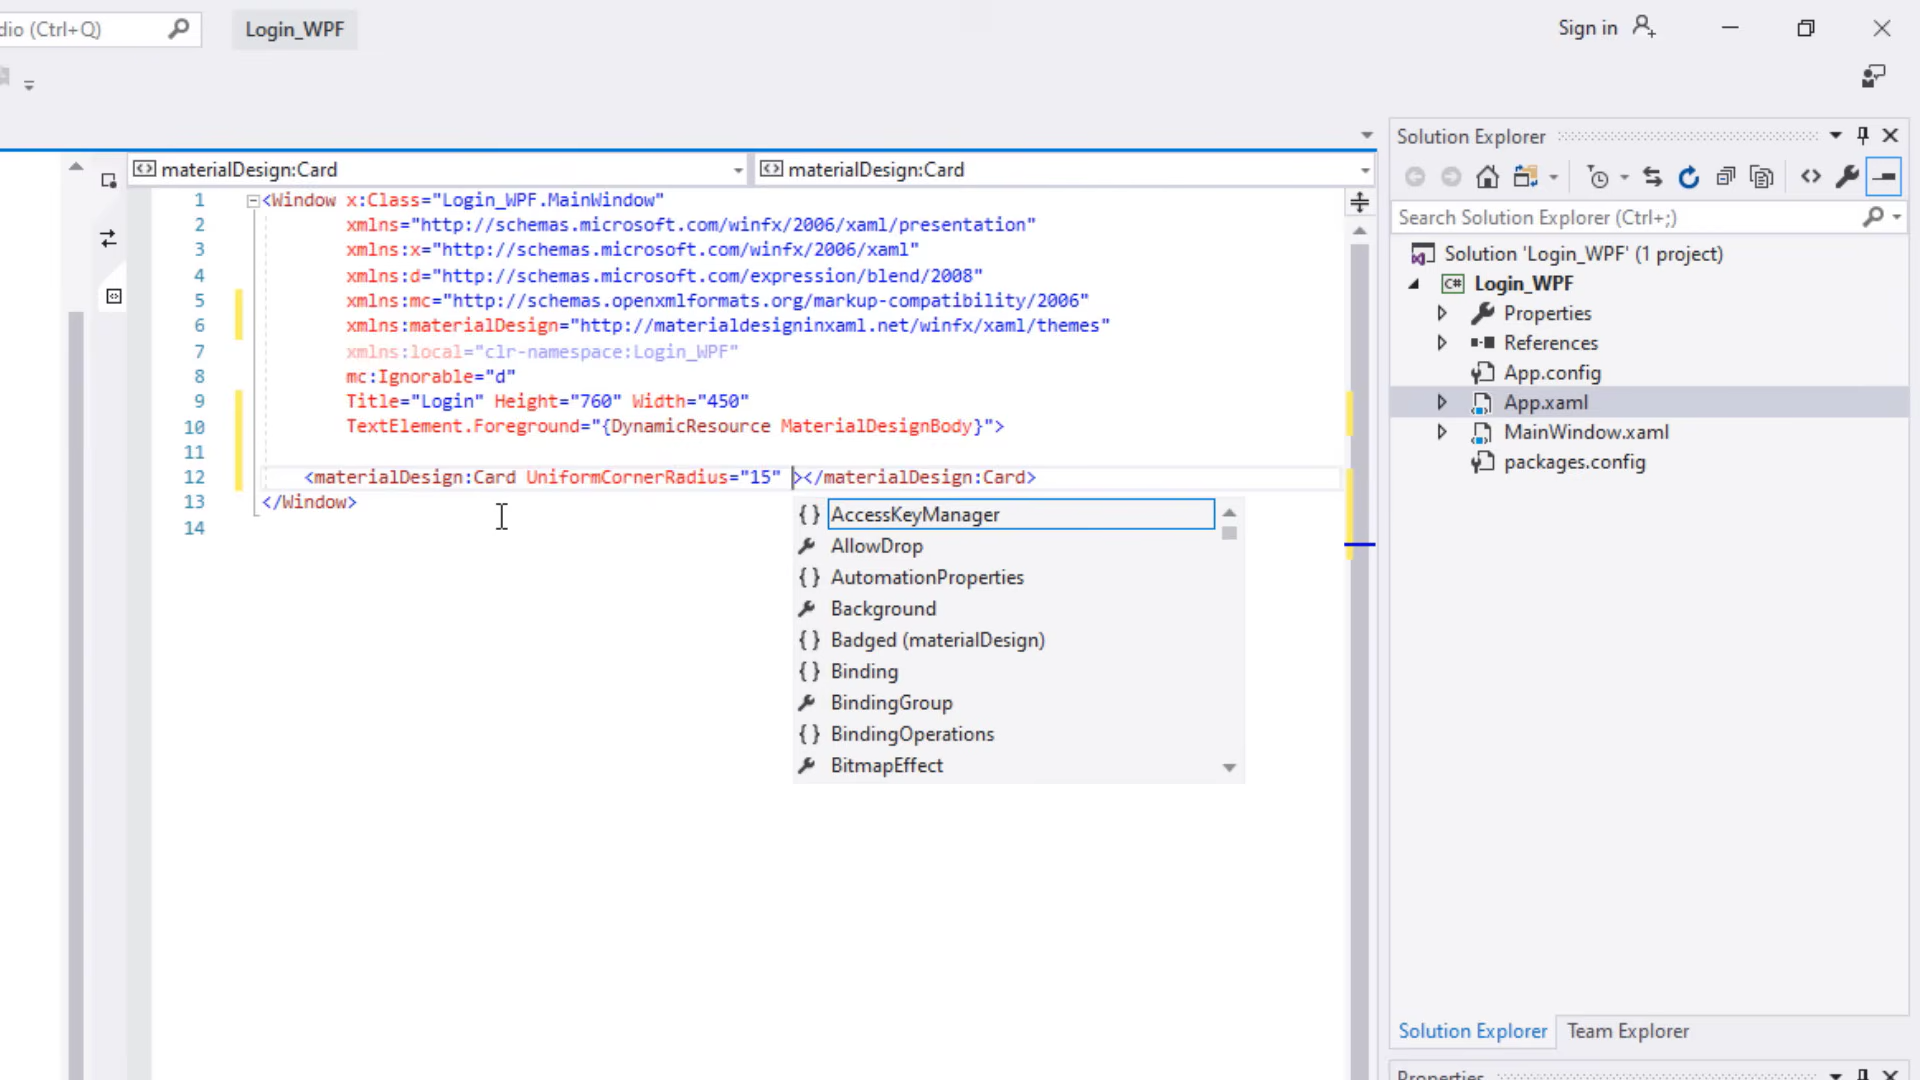 dio (Ctrl+Q)
Login_WPF
Sign in
materialDesign:Card
materialDesign:Card
1 <Window x:Class="Login_WPF.MainWindow"
2 xmlns="http://schemas.microsoft.com/winfx/2006/xaml/presentation"
3 xmlns:x="http://schemas.microsoft.com/winfx/2006/xaml"
4 xmlns:d="http://schemas.microsoft.com/expression/blend/2008"
5 xmlns:mc="http://schemas.openxmlformats.org/markup-compatibility/2006"
6 xmlns:materialDesign="http://materialdesigninxaml.net/winfx/xaml/themes"
7 xmlns:local="clr-namespace:Login_WPF"
8 mc:Ignorable="d"
9 Title="Login" Height="760" Width="450"
10 TextElement.Foreground="{DynamicResource MaterialDesignBody}">
11
12 <materialDesign:Card UniformCornerRadius="15" ></materialDesign:Card>
13 </Window>
14
{} AccessKeyManager
AllowDrop
{} AutomationProperties
Background
{} Badged (materialDesign)
{} Binding
BindingGroup
{} BindingOperations
BitmapEffect
Solution Explorer
Search Solution Explorer (Ctrl+;)
Solution 'Login_WPF' (1 project)
C# Login_WPF
Properties
References
App.config
App.xaml
MainWindow.xaml
packages.config
Solution Explorer
Team Explorer
Properties